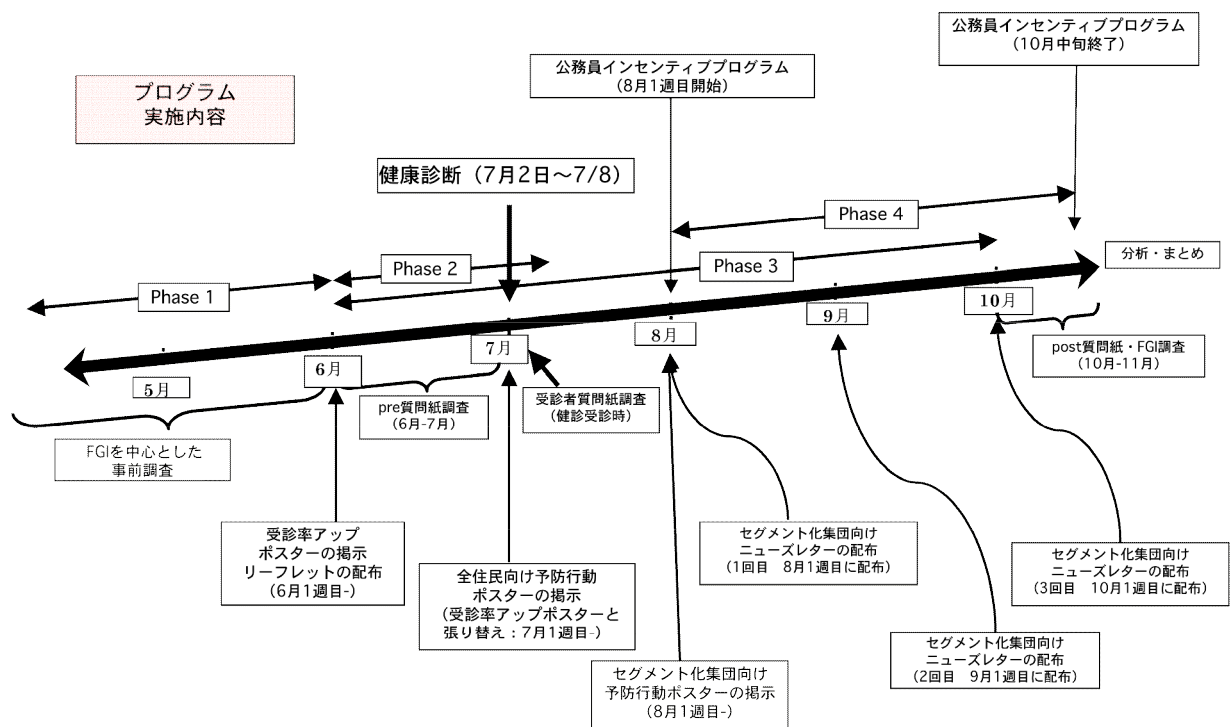 公務員インセンティブプログラム
(10月中旬終了)
公務員インセンティブプログラム
(8月1週目開始)
プログラム
実施内容
健康診断（7月2日～7/8）
Phase 4
Phase 2
Phase 3
Phase 1
分析・まとめ
10月
9月
8月
7月
6月
5月
post質問紙・FGI調査
(10月-11月)
受診者質問紙調査
(健診受診時)
pre質問紙調査
(6月-7月)
FGIを中心とした
事前調査
受診率アップ
ポスターの掲示
リーフレットの配布
(6月1週目-)
全住民向け予防行動
ポスターの掲示
(受診率アップポスターと
張り替え：7月1週目-)
セグメント化集団向け
ニューズレターの配布
(1回目　8月1週目に配布)
セグメント化集団向け
ニューズレターの配布
(3回目　10月1週目に配布)
セグメント化集団向け
ニューズレターの配布
(2回目　9月1週目に配布)
セグメント化集団向け
予防行動ポスターの掲示
(8月1週目-)